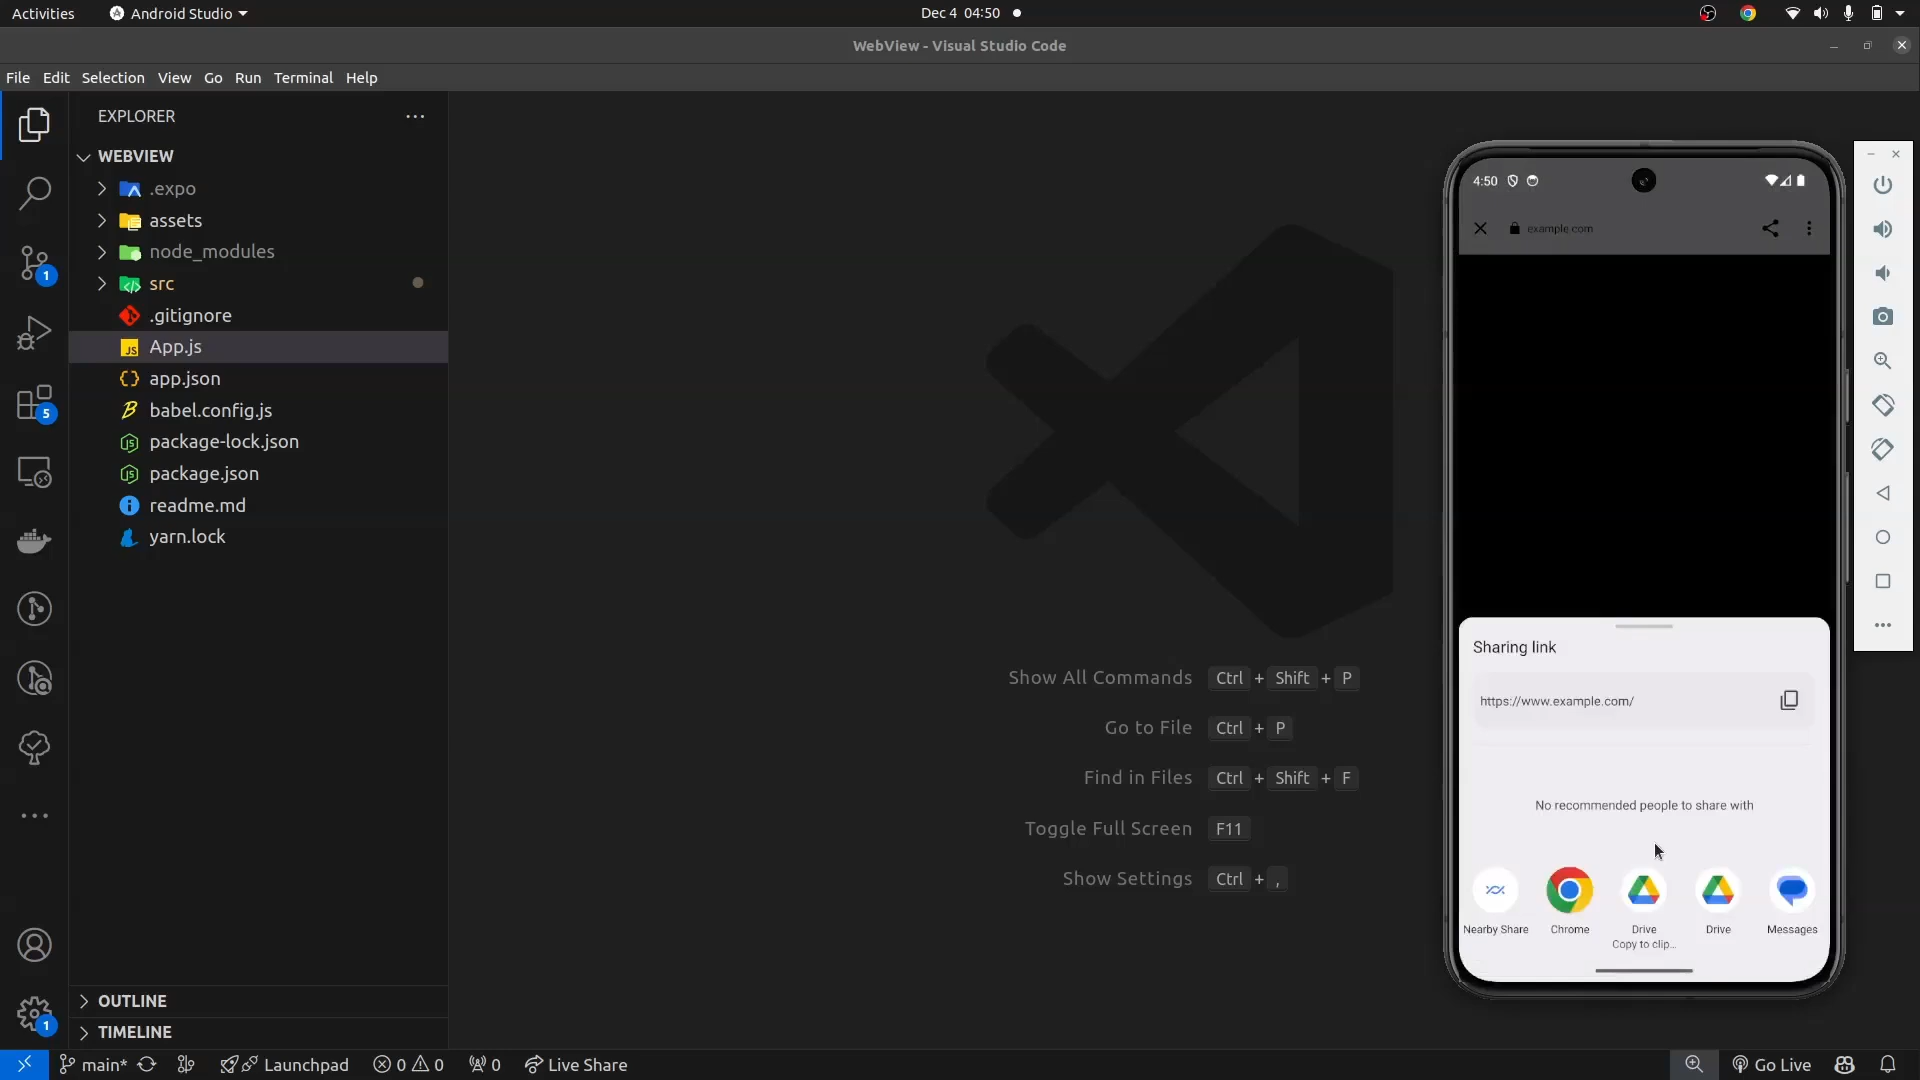 Activities
Android Studio
Dec 4 04:50
WebView - Visual Studio Code
File Edit Selection View Go Run Terminal Help
EXPLORER
WEBVIEW
.expo
assets
node_modules
src
.gitignore
App.js
app.json
babel.config.js
package-lock.json
package.json
readme.md
yarn.lock
OUTLINE
TIMELINE
1
5
1
Show All Commands Ctrl + Shift + P
Go to File Ctrl + P
Find in Files Ctrl + Shift + F
Toggle Full Screen F11
Show Settings Ctrl + ,
4:50
example.com
Sharing link
https://www.example.com/
No recommended people to share with
Nearby Share
Chrome
Drive
Copy to clip...
Drive
Messages
main* Launchpad 0 0 0 Live Share
Go Live